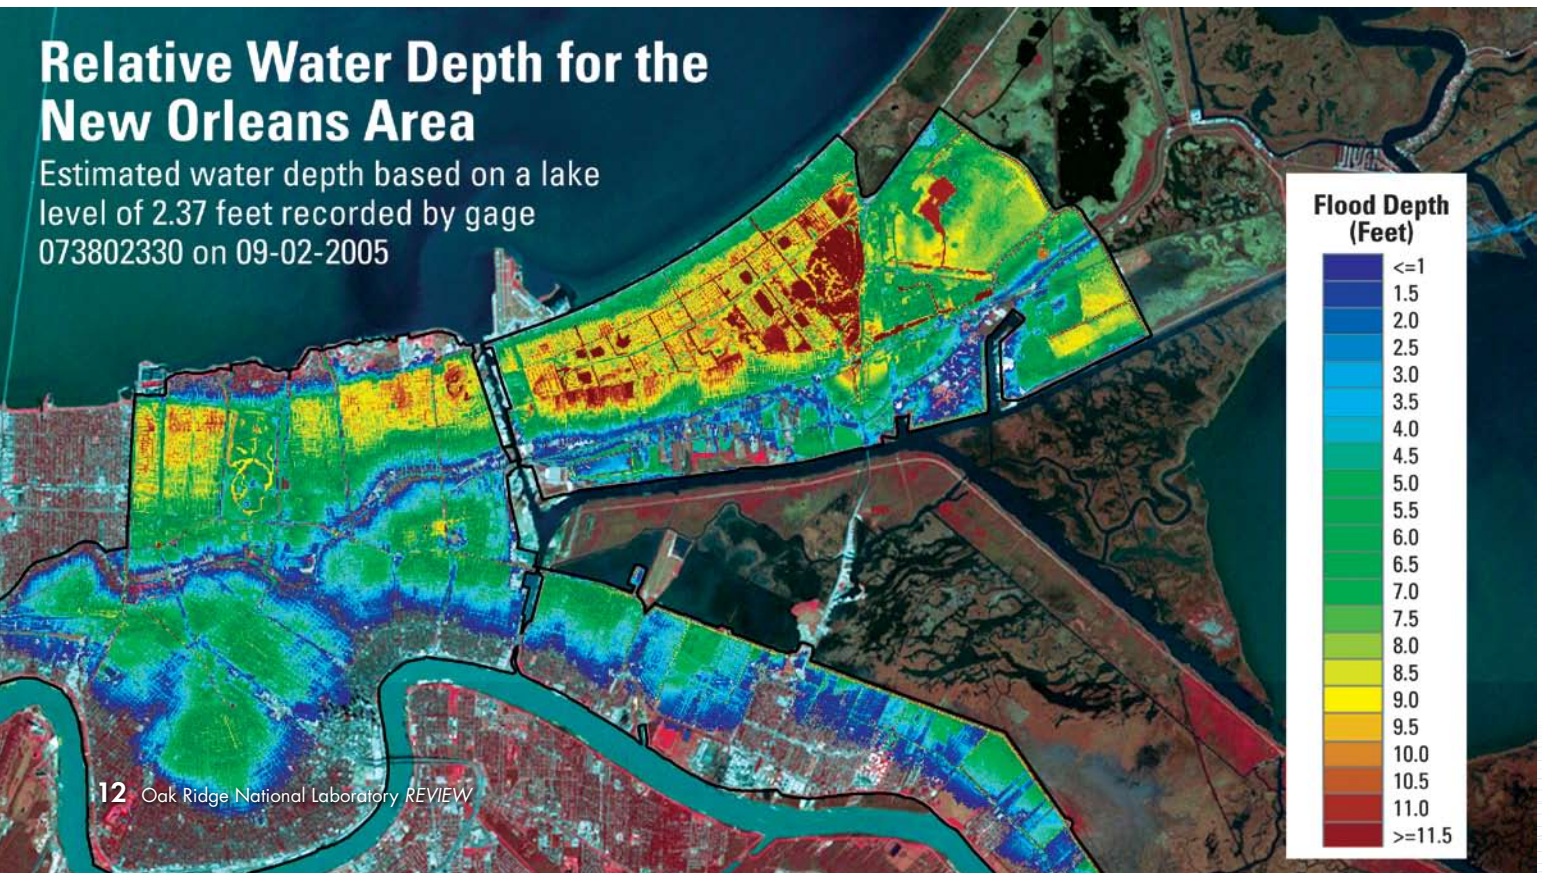 Relative Water Depth for the
New Orleans Area
Estimated water depth based on a lake
level of 2.37 feet recorded by gage
073802330 on 09-02-2005
Flood Depth
(Feet)
<=1
1.5
2.0
2.5
3.0
3.5
4.0
4.5
5.0
5.5
6.0
6.5
7.0
7.5
8.0
8.5
9.0
9.5
10.0
10.5
11.0
>=11.5
12 Oak Ridge National Laboratory REVIEW